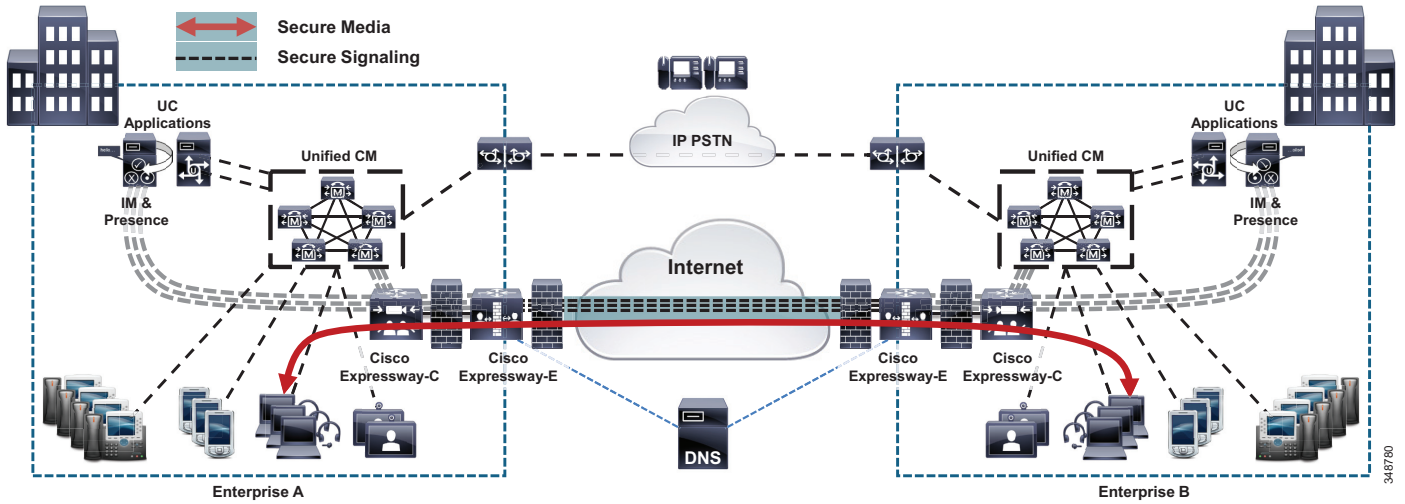 Secure Media
Secure Signaling
UC
Applications
hello...
IM &
Presence
Unified CM
M
M
M
M
M
IP PSTN
Internet
Cisco
Expressway-C
Cisco
Expressway-E
DNS
Enterprise A
Unified CM
M
M
M
M
M
UC
Applications
IM &
Presence
Cisco
Expressway-E
Cisco
Expressway-C
Enterprise B
348780